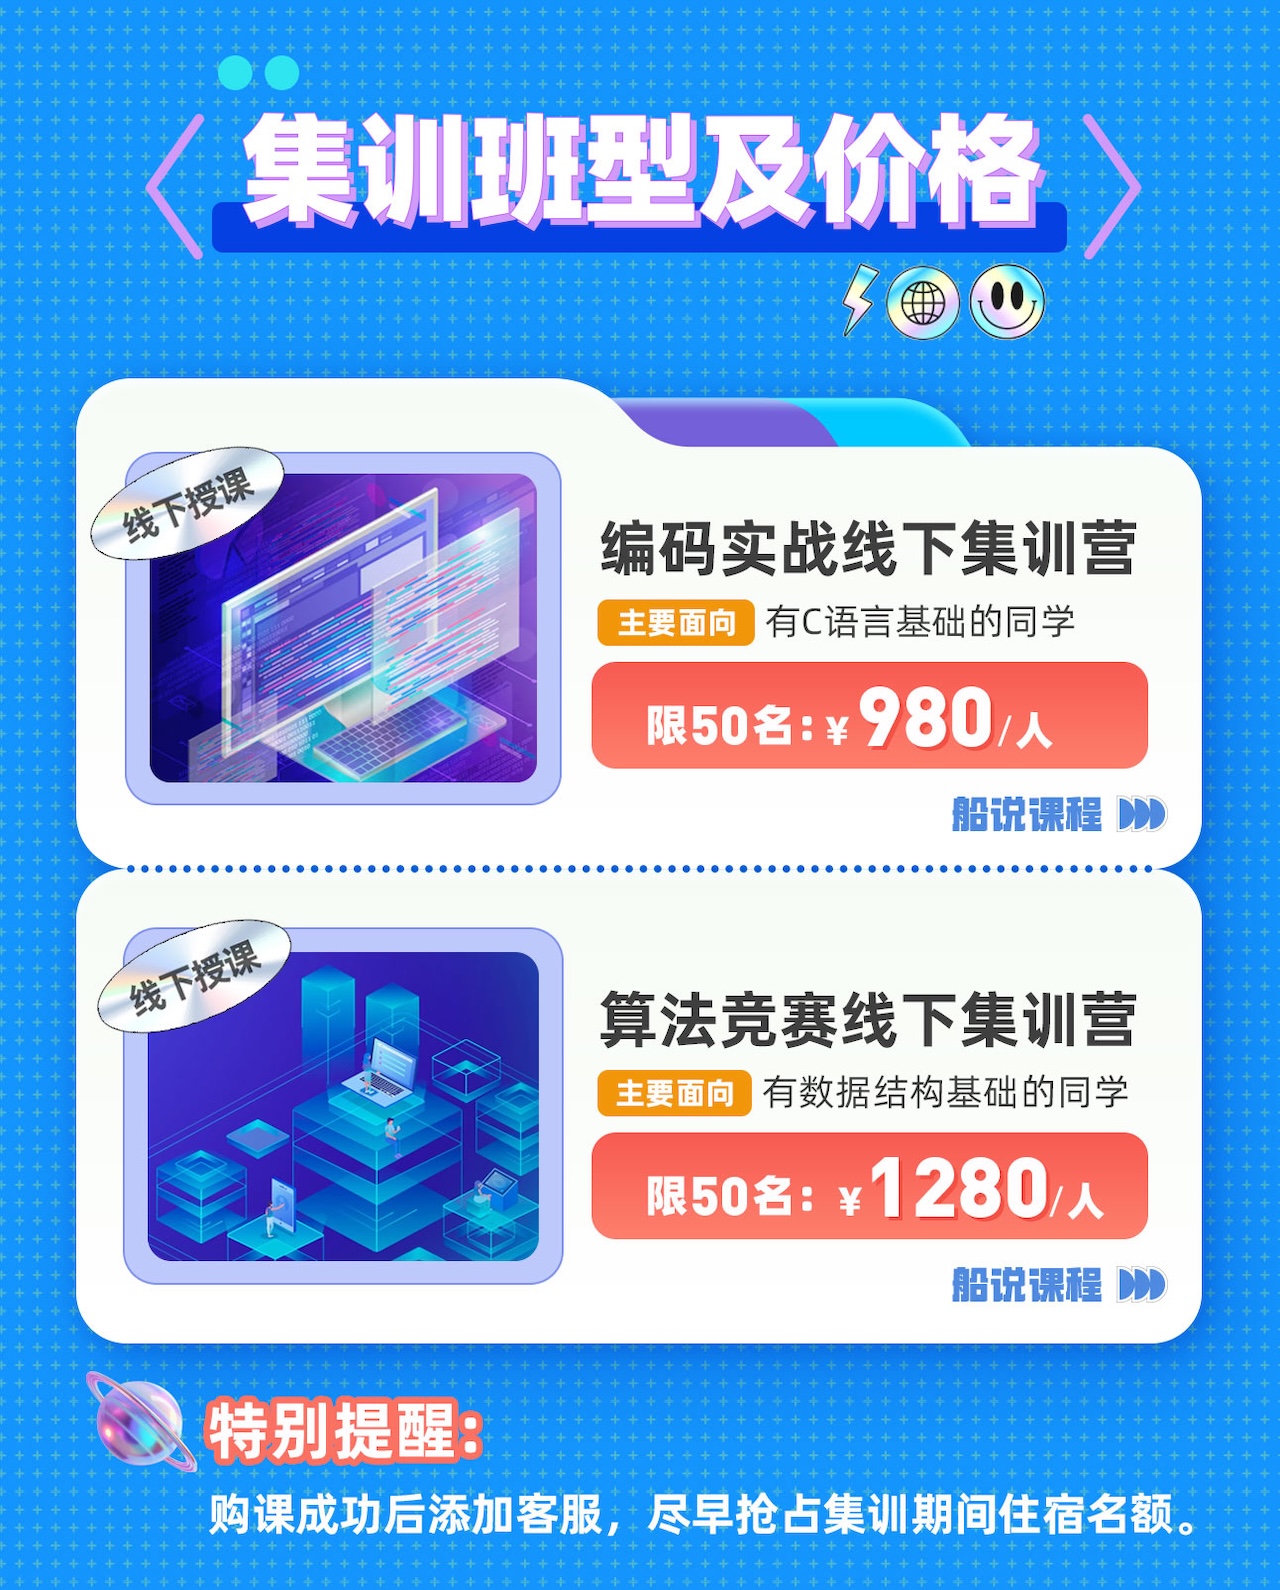 集训班型及价格
线下授课
编码实战线下集训营
主要面向 有C语言基础的同学
限50名：¥980/人
船说课程
线下授课
算法竞赛线下集训营
主要面向 有数据结构基础的同学
限50名：¥1280/人
船说课程
特别提醒：
购课成功后添加客服，尽早抢占集训期间住宿名额。